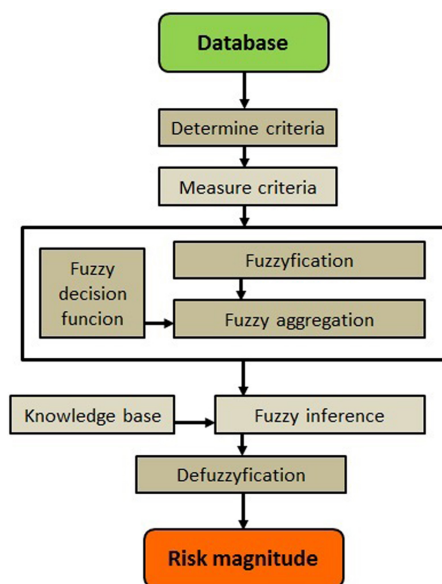 Database
Determine criteria
Measure criteria
Fuzzy
decision
funcion
Fuzzyfication
Fuzzy aggregation
Knowledge base
Fuzzy inference
Defuzzyfication
Risk magnitude